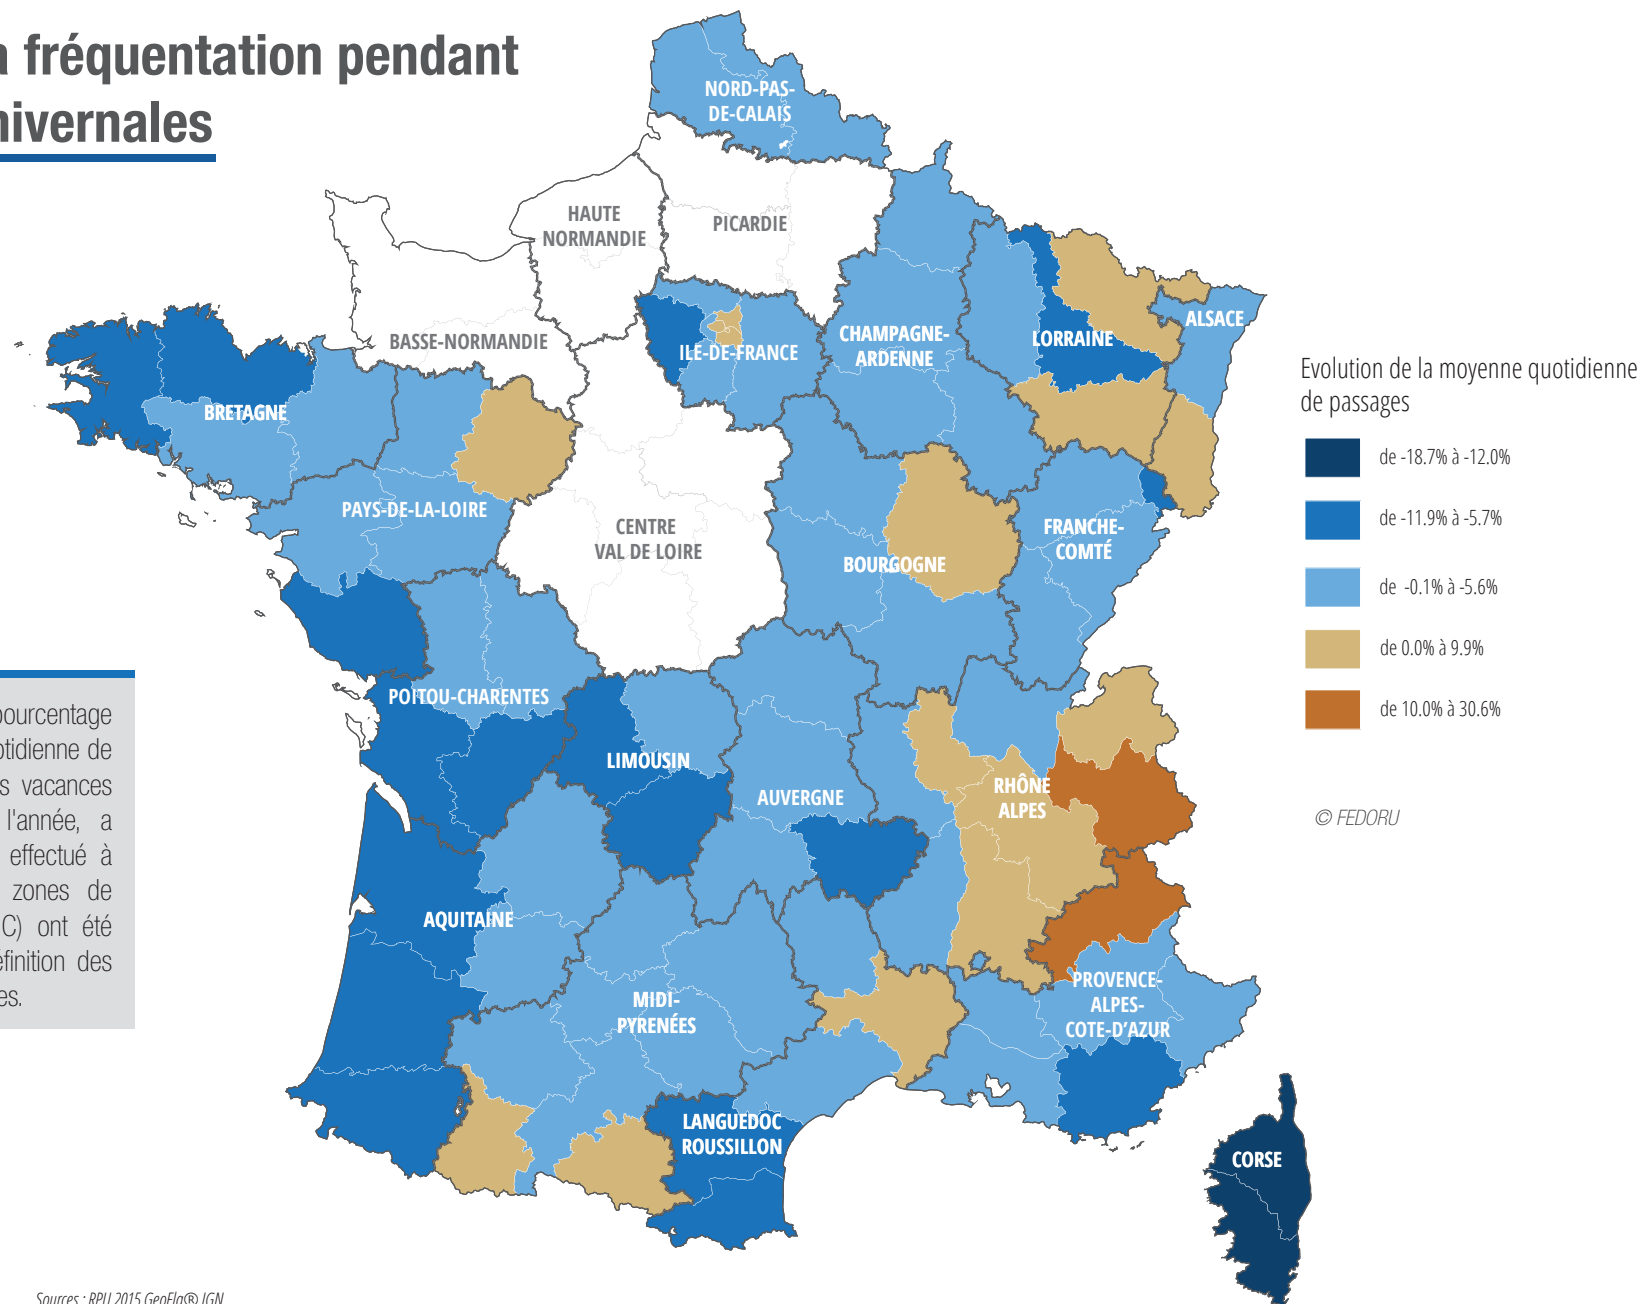 a fréquentation pendant
hivernales
NORD-PAS-
DE-CALAIS
HAUTE
NORMANDIE
PICARDIE
BASSE-NORMANDIE
ILE-DE-FRANCE
CHAMPAGNE-
ARDENNE
LORRAINE
ALSACE
BRETAGNE
PAYS-DE-LA-LOIRE
CENTRE
VAL DE LOIRE
BOURGOGNE
FRANCHE-
COMTÉ
POITOU-CHARENTES
LIMOUSIN
AUVERGNE
RHÔNE
ALPES
AQUITAINE
MIDI-
PYRENÉES
PROVENCE-
ALPES-
COTE-D'AZUR
LANGUEDOC
ROUSSILLON
CORSE
Evolution de la moyenne quotidienne
de passages
de -18.7% à -12.0%
de -11.9% à -5.7%
de -0.1% à -5.6%
de 0.0% à 9.9%
de 10.0% à 30.6%
© FEDORU
pourcentage
otidienne de
s vacances
l'année, a
effectué à
zones de
C) ont été
éfinition des
es.
Sources : RPU 2015 GeoFla® IGN